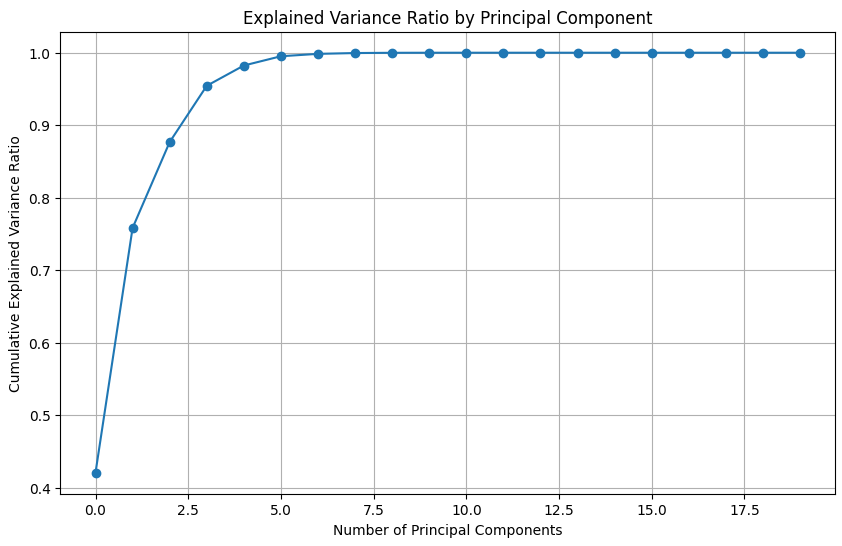 Explained Variance Ratio by Principal Component
Cumulative Explained Variance Ratio
1.0
0.9
0.8
0.7
0.6
0.5
0.4
0.0 2.5 5.0 7.5 10.0 12.5 15.0 17.5
Number of Principal Components